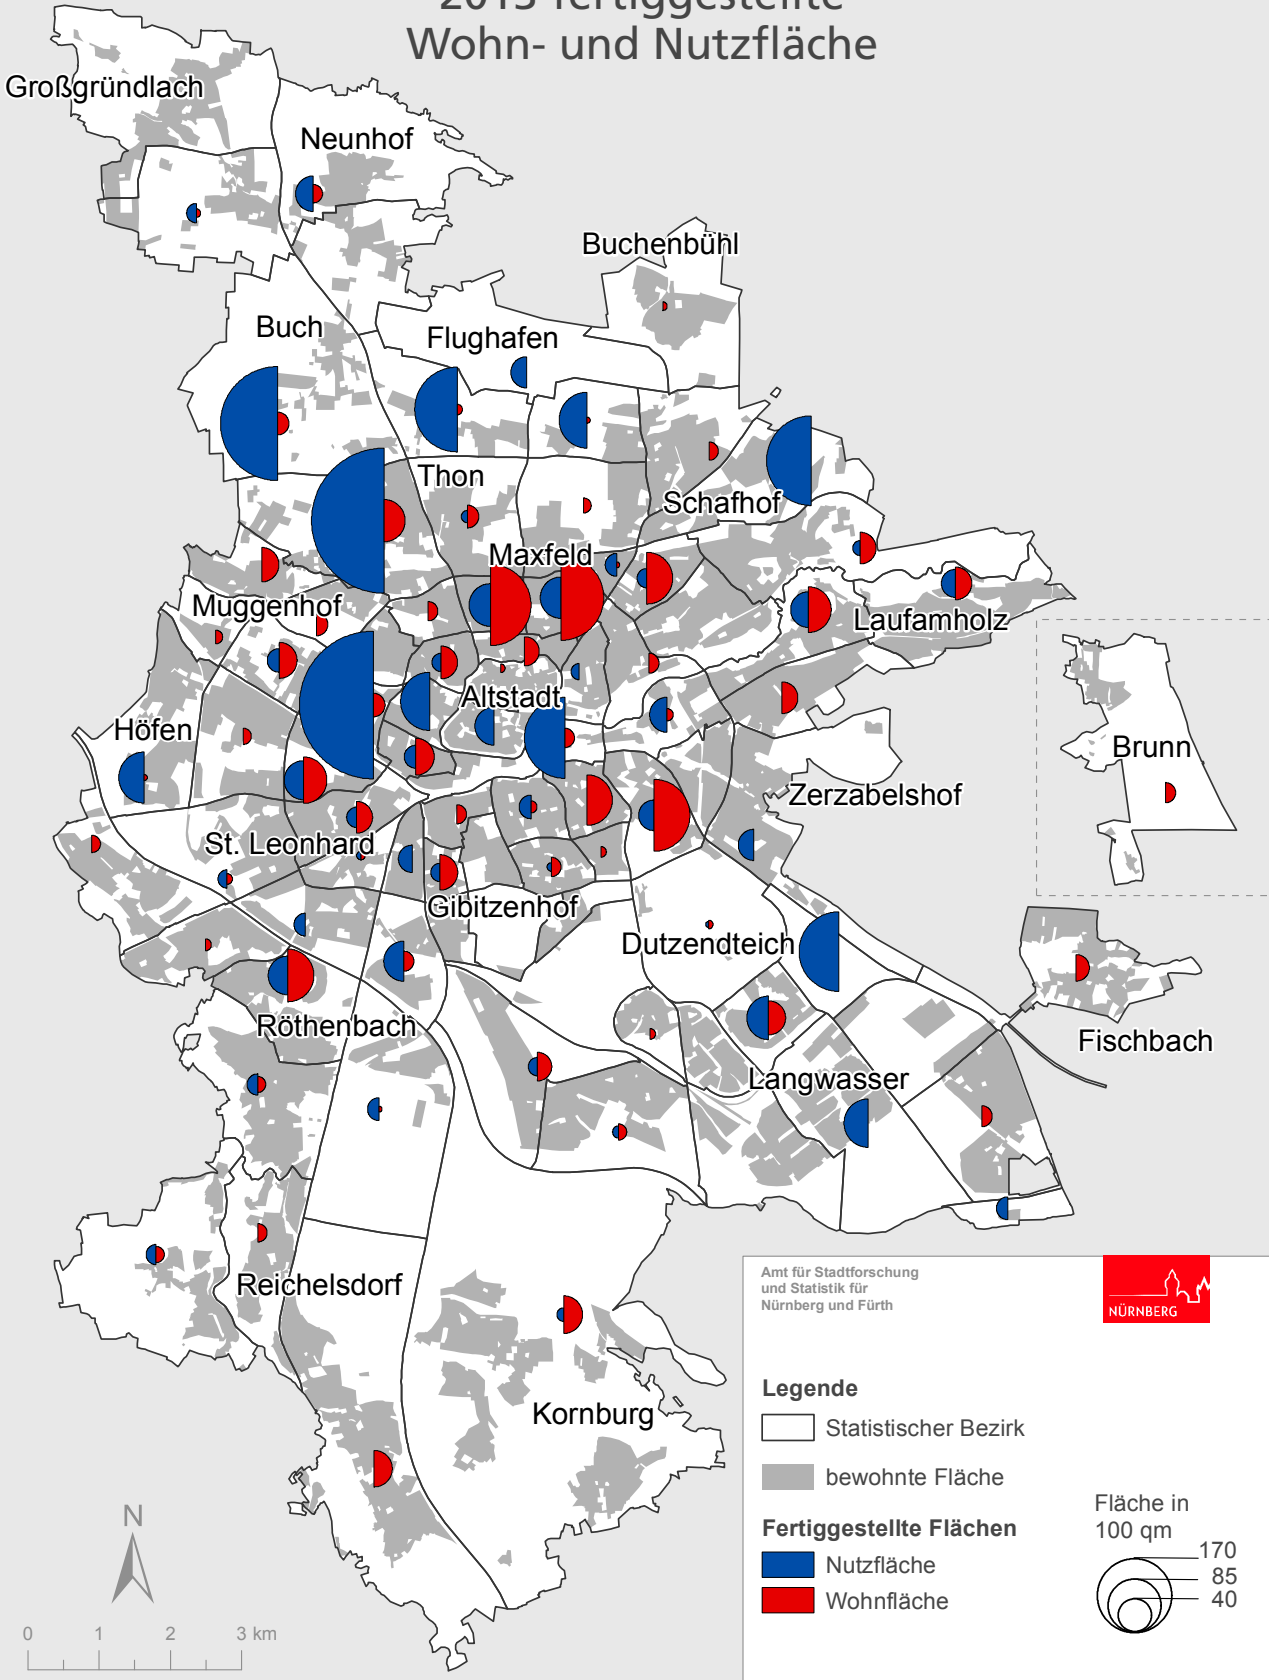 Wohn- und Nutzfläche
Großgründlach
Neunhof
Buchenbühl
Buch
Flughafen
Thon
Schafhof
Maxfeld
Muggenhof
Laufamholz
Altstadt
Höfen
Brunn
Zerzabelshof
St. Leonhard
Gibitzenhof
Dutzendteich
Röthenbach
Fischbach
Langwasser
Reichelsdorf
Kornburg
Amt für Stadtforschung
und Statistik für
Nürnberg und Fürth
NÜRNBERG
Legende
Statistischer Bezirk
bewohnte Fläche
Fertiggestellte Flächen
Nutzfläche
Wohnfläche
Fläche in
100 qm
170
85
40
N
0 1 2 3 km